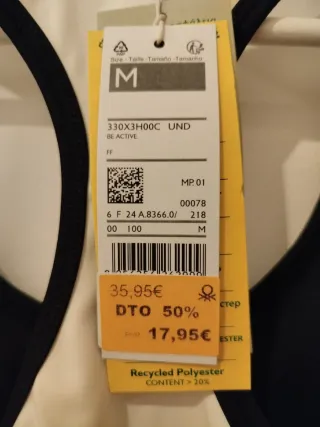 Size - Taille - Tamano - Tamanho
M
330X3H00C UND
BE ACTIVE
FF
MP. 01
00078
6 F 24 A.8366.0/ 218
00 100 M
35,95€
DTO 50%
17,95€
Recycled Polyester
CONTENT > 20%